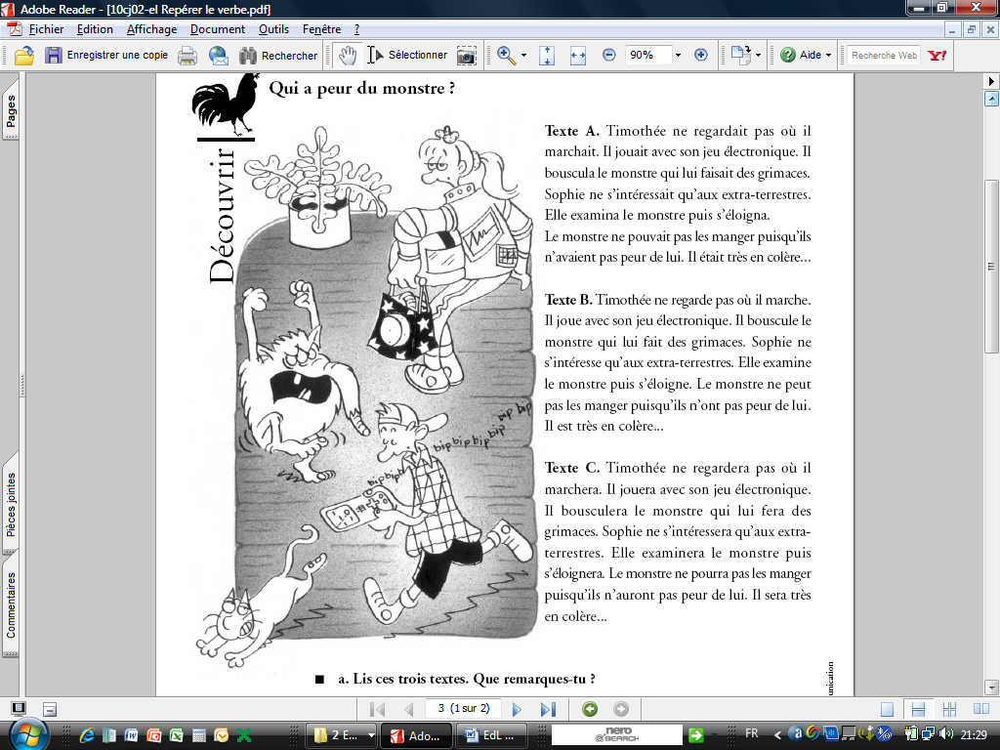 Adobe Reader - [10cj02-el Repérer le verbe.pdf]
Fichier Edition Affichage Document Outils Fenêtre ?
Enregistrer une copie Rechercher Sélectionner 90% Aide Recherche Web Y!
Pages
Pièces jointes
Commentaires
Découvrir
Qui a peur du monstre ?
Texte A. Timothée ne regardait pas où il
marchait. Il jouait avec son jeu électronique. Il
bouscula le monstre qui lui faisait des grimaces.
Sophie ne s'intéressait qu'aux extra-terrestres.
Elle examina le monstre puis s'éloigna.
Le monstre ne pouvait pas les manger puisqu'ils
n'avaient pas peur de lui. Il était très en colère...
Texte B. Timothée ne regarde pas où il marche.
Il joue avec son jeu électronique. Il bouscule le
monstre qui lui fait des grimaces. Sophie ne
s'intéresse qu'aux extra-terrestres. Elle examine
le monstre puis s'éloigne. Le monstre ne peut
pas les manger puisqu'ils n'ont pas peur de lui.
Il est très en colère...
Texte C. Timothée ne regardera pas où il
marchera. Il jouera avec son jeu électronique.
Il bousculera le monstre qui lui fera des
grimaces. Sophie ne s'intéressera qu'aux extra-
terrestres. Elle examinera le monstre puis
s'éloignera. Le monstre ne pourra pas les manger
puisqu'ils n'auront pas peur de lui. Il sera très
en colère...
bip bip bip bip bip bip
bip bip
■ a. Lis ces trois textes. Que remarques-tu ?
unication
3 (1 sur 2)
2 E... Ado... EdL ... nero SEARCH FR 21:29